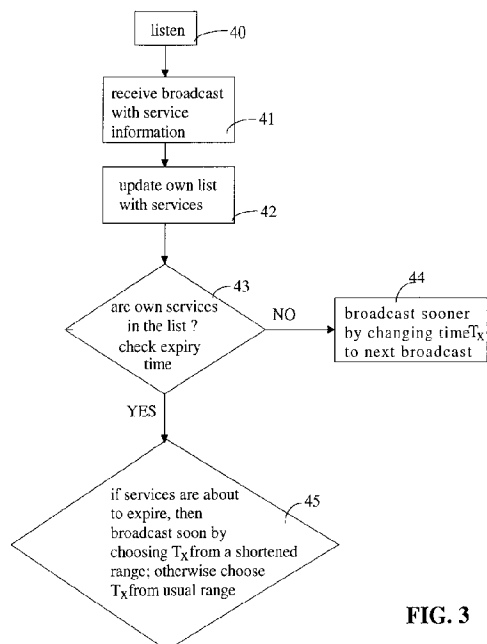 listen
40
receive broadcast
with service
information
41
update own list
with services
42
43
are own services
in the list ?
check expiry
time
NO
44
broadcast sooner
by changing time Tx
to next broadcast
YES
45
if services are about
to expire, then
broadcast soon by
choosing Tx from a shortened
range; otherwise choose
Tx from usual range
FIG. 3